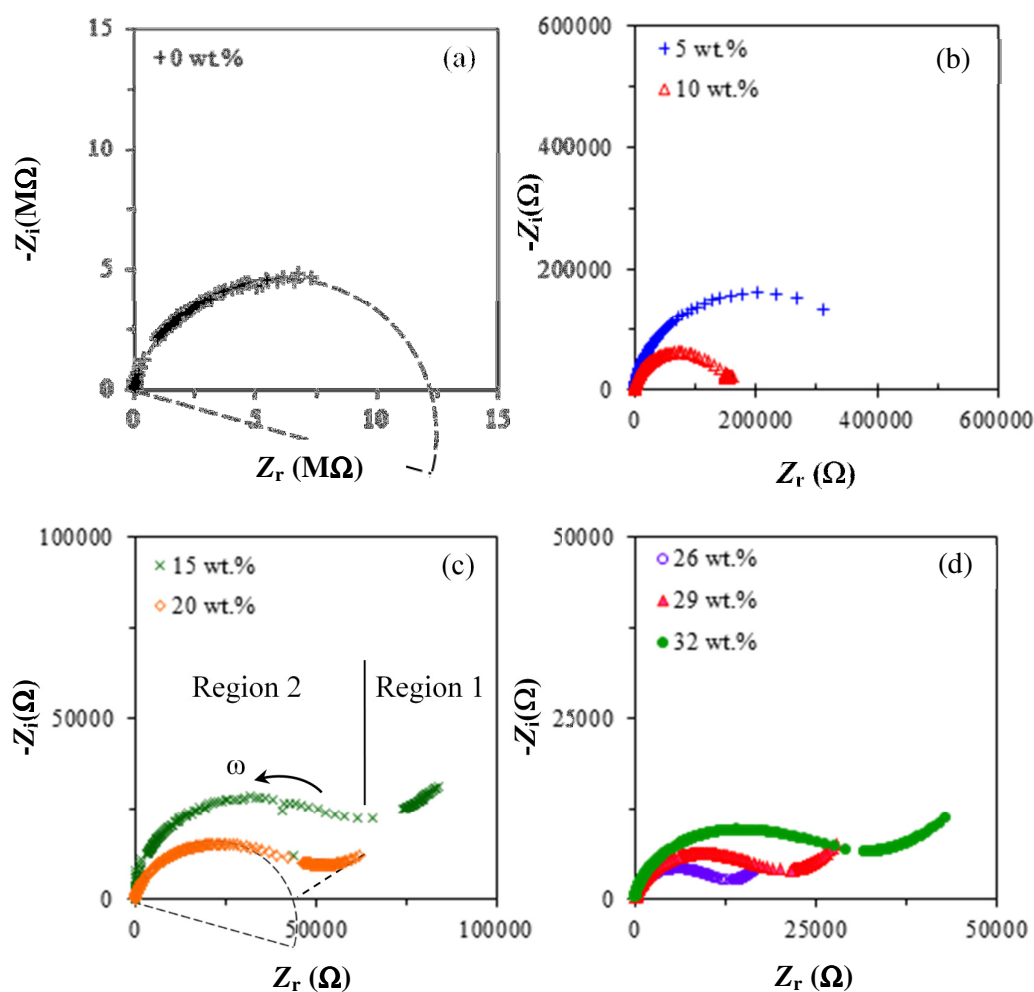 15
+ 0 wt.%
(a)
10
-Zi(MΩ)
5
0
0
5
10
15
Zr (MΩ)
600000
5 wt.%
10 wt.%
(b)
400000
-Zi(Ω)
200000
0
0
200000
400000
600000
Zr (Ω)
100000
15 wt.%
20 wt.%
(c)
Region 2
Region 1
50000
-Zi(Ω)
ω
0
0
50000
100000
Zr (Ω)
50000
26 wt.%
29 wt.%
32 wt.%
(d)
25000
-Zi(Ω)
0
0
25000
50000
Zr (Ω)